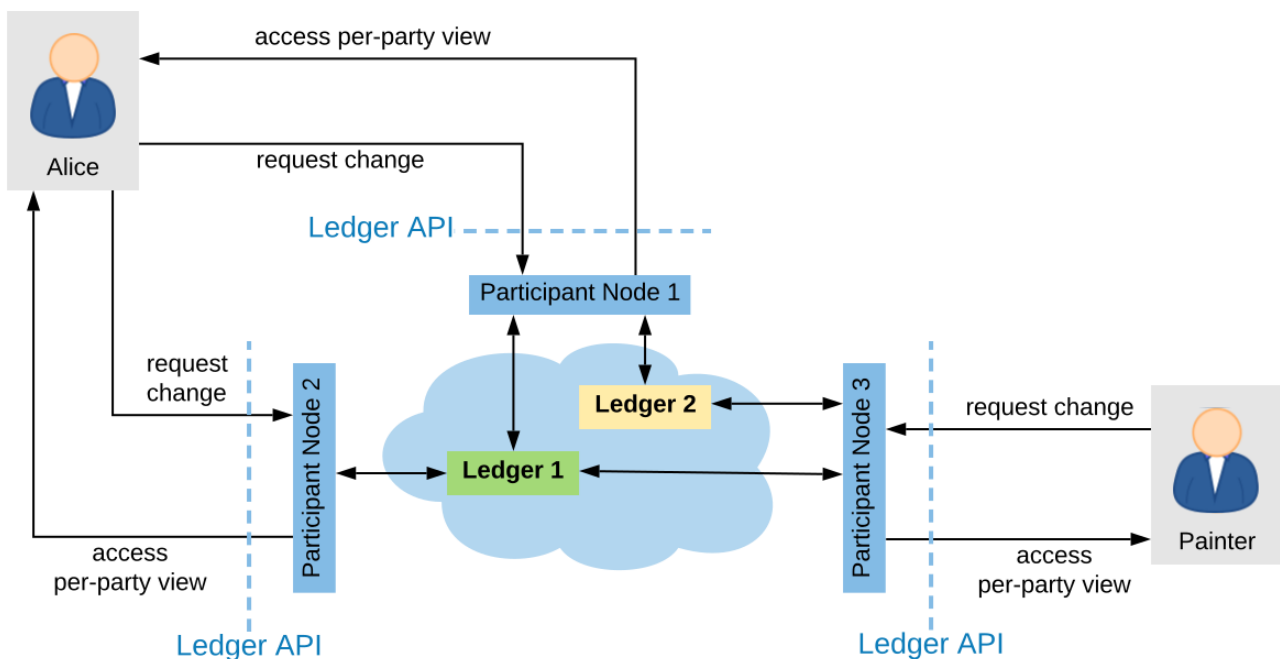 access per-party view
Alice
request change
Ledger API
Participant Node 1
request
change
Participant Node 2
Ledger 2
Ledger 1
Participant Node 3
request change
Painter
access
per-party view
access
per-party view
Ledger API
Ledger API